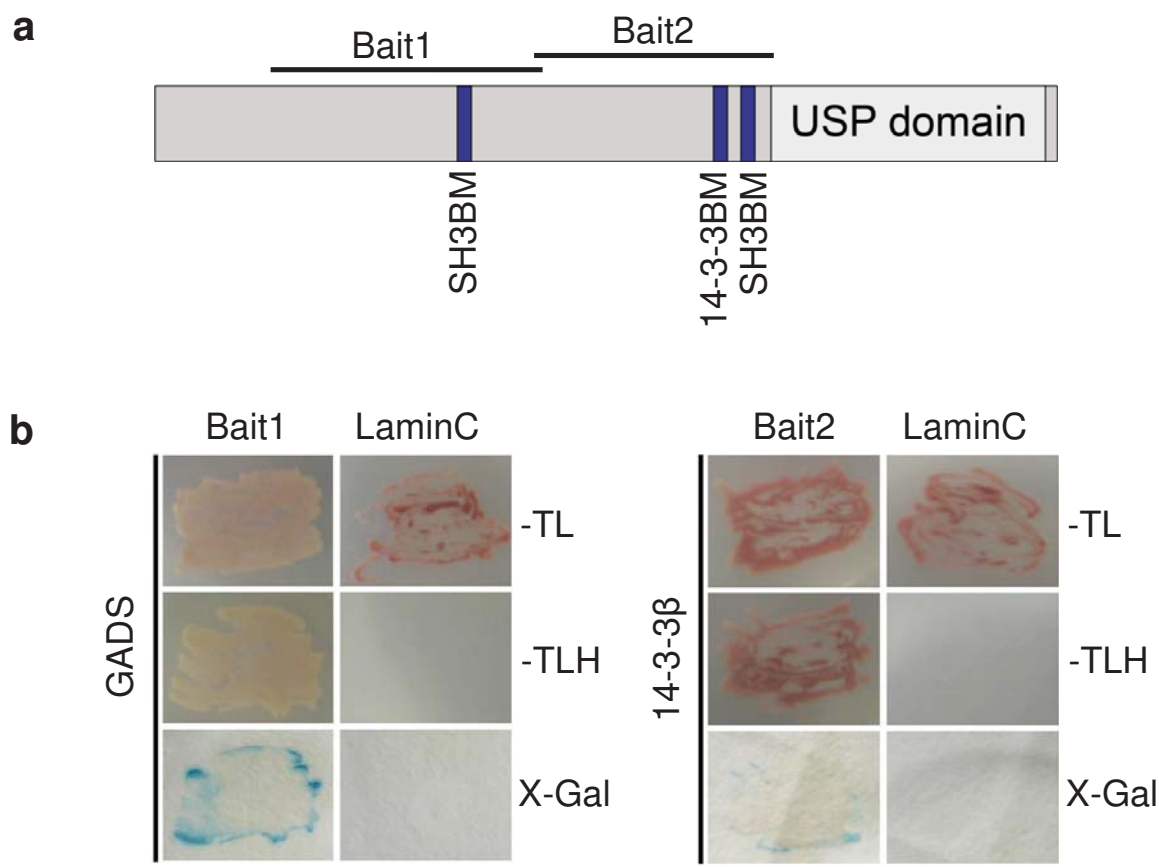 a
Bait1
Bait2
USP domain
SH3BM
14-3-3BM
SH3BM
b
Bait1 LaminC
Bait2 LaminC
GADS
-TL
-TLH
X-Gal
14-3-3β
-TL
-TLH
X-Gal